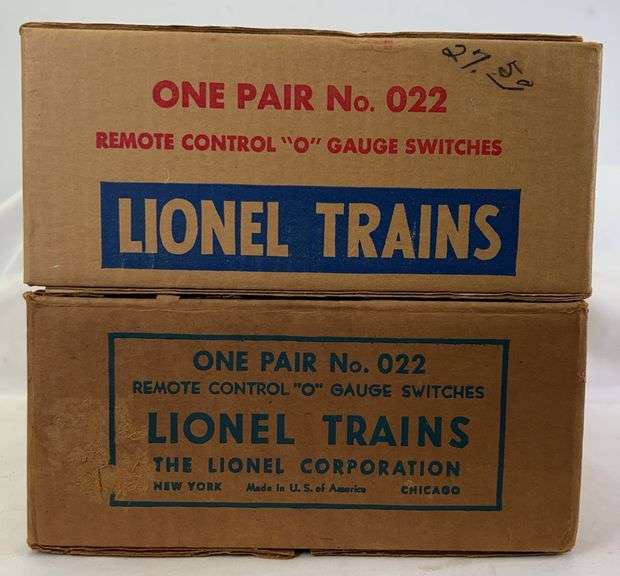 27.50
ONE PAIR No. 022
REMOTE CONTROL "O" GAUGE SWITCHES
LIONEL TRAINS
ONE PAIR No. 022
REMOTE CONTROL "O" GAUGE SWITCHES
LIONEL TRAINS
THE LIONEL CORPORATION
NEW YORK Made in U. S. of America CHICAGO